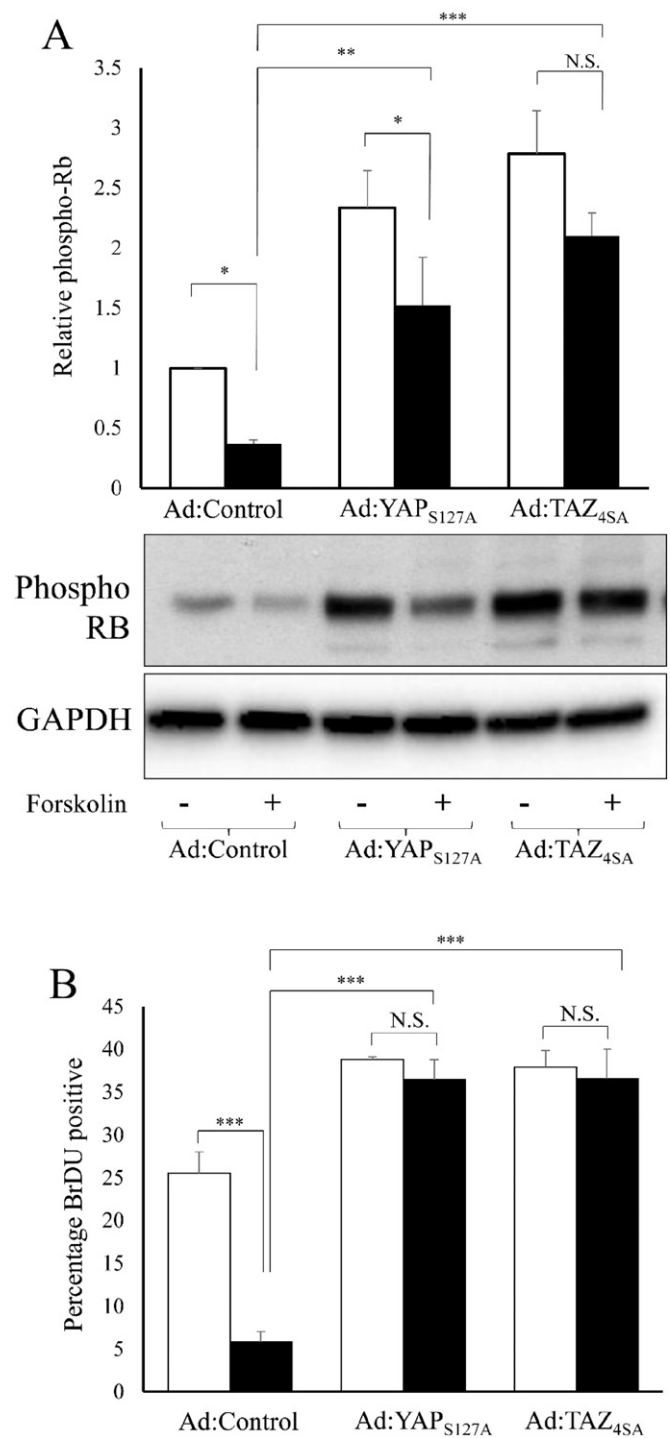 A
***
**
N.S.
*
*
3.5
3
2.5
2
1.5
1
0.5
0
Relative phospho-Rb
Ad:Control Ad:YAPS127A Ad:TAZ4SA
Phospho
RB
GAPDH
Forskolin - + - + - +
Ad:Control Ad:YAPS127A Ad:TAZ4SA
B
***
***
N.S. N.S.
***
45
40
35
30
25
20
15
10
5
0
Percentage BrDU positive
Ad:Control Ad:YAPS127A Ad:TAZ4SA